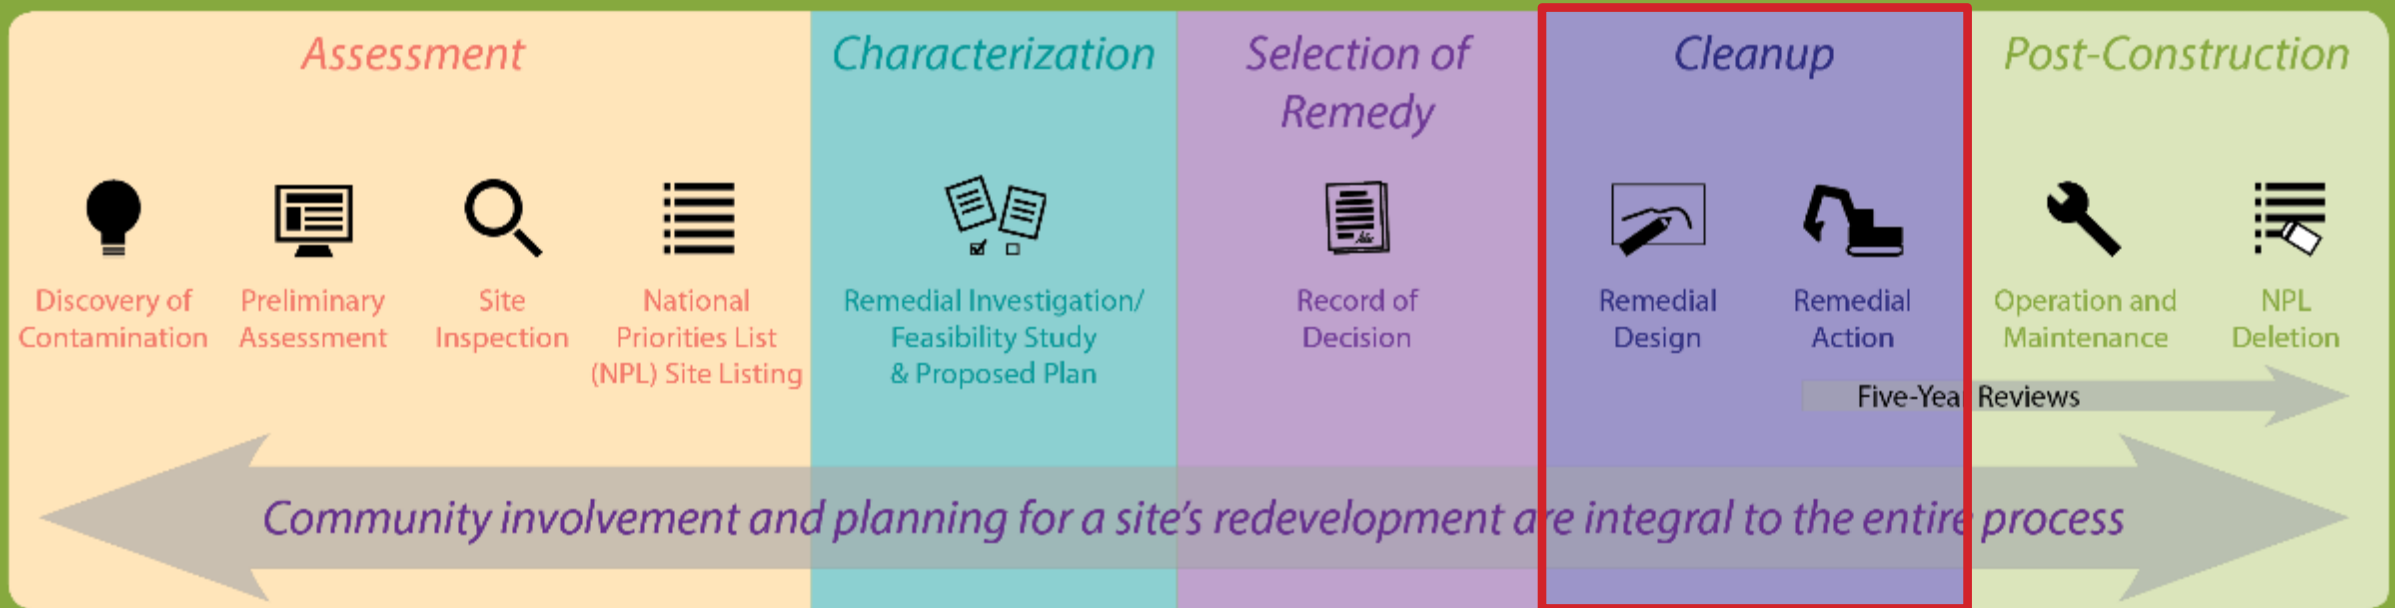 Assessment
Discovery of
Contamination
Preliminary
Assessment
Site
Inspection
National
Priorities List
(NPL) Site Listing
Characterization
Remedial Investigation/
Feasibility Study
& Proposed Plan
Selection of
Remedy
Record of
Decision
Cleanup
Remedial
Design
Remedial
Action
Post-Construction
Operation and
Maintenance
NPL
Deletion
Five-Year Reviews
Community involvement and planning for a site's redevelopment are integral to the entire process